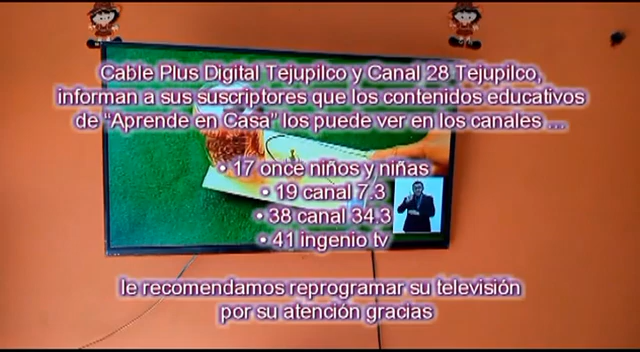 Cable Plus Digital Tejupilco y Canal 28 Tejupilco,
informan a sus suscriptores que los contenidos educativos
de “Aprende en Casa” los puede ver en los canales ...
• 17 once niños y niñas
• 19 canal 7.3
• 38 canal 34.3
• 41 ingenio tv
le recomendamos reprogramar su televisión
por su atención gracias